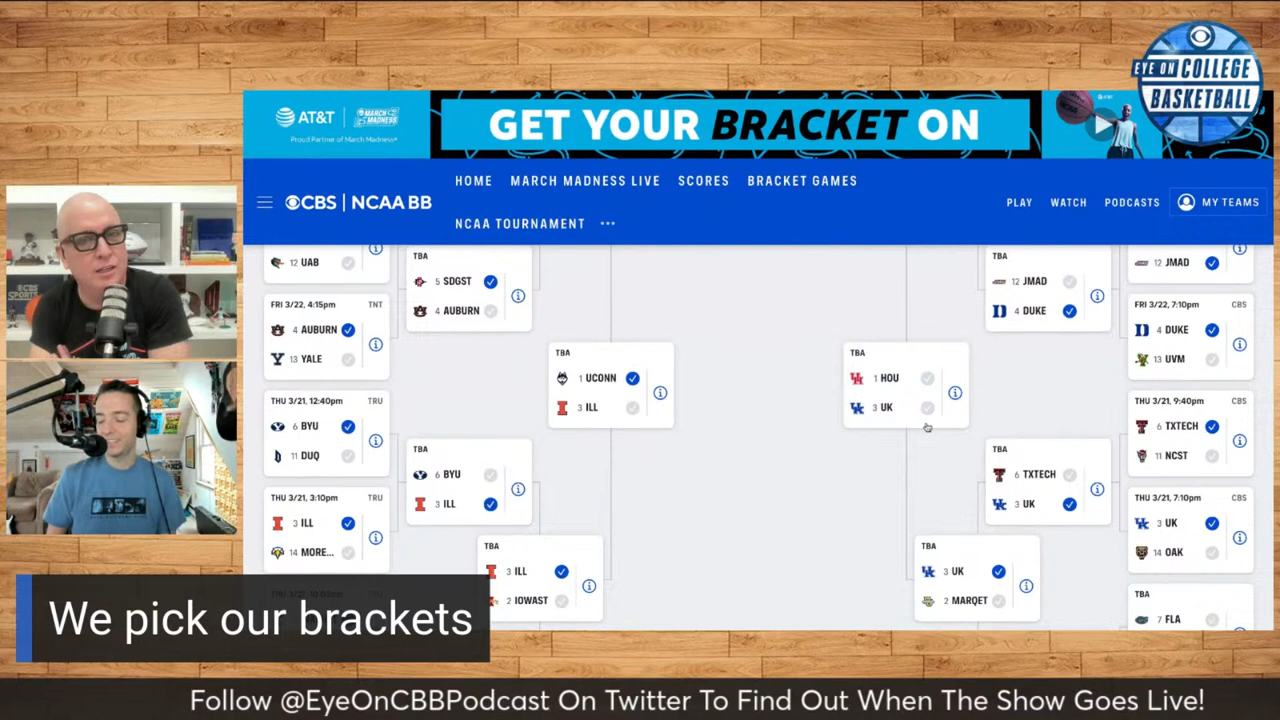 EYE ON COLLEGE
BASKETBALL
AT&T
MARCH MADNESS
Proud Partner of March Madness®
GET YOUR BRACKET ON
CBS | NCAA BB
HOME
MARCH MADNESS LIVE
SCORES
BRACKET GAMES
NCAA TOURNAMENT
...
PLAY
WATCH
PODCASTS
MY TEAMS
12 UAB
FRI 3/22, 4:15pm TNT
4 AUBURN
13 YALE
THU 3/21, 12:40pm TRU
6 BYU
11 DUQ
THU 3/21, 3:10pm TRU
3 ILL
14 MORE...
TBA
5 SDGST
4 AUBURN
TBA
6 BYU
3 ILL
TBA
3 ILL
2 IOWAST
TBA
1 UCONN
3 ILL
TBA
1 HOU
3 UK
TBA
12 JMAD
4 DUKE
TBA
6 TXTECH
3 UK
TBA
3 UK
2 MARQET
12 JMAD
FRI 3/22, 7:10pm CBS
4 DUKE
13 UVM
THU 3/21, 9:40pm CBS
6 TXTECH
11 NCST
THU 3/21, 7:10pm CBS
3 UK
14 OAK
TBA
7 FLA
CBS
SPORTS
We pick our brackets
Follow @EyeOnCBBPodcast On Twitter To Find Out When The Show Goes Live!